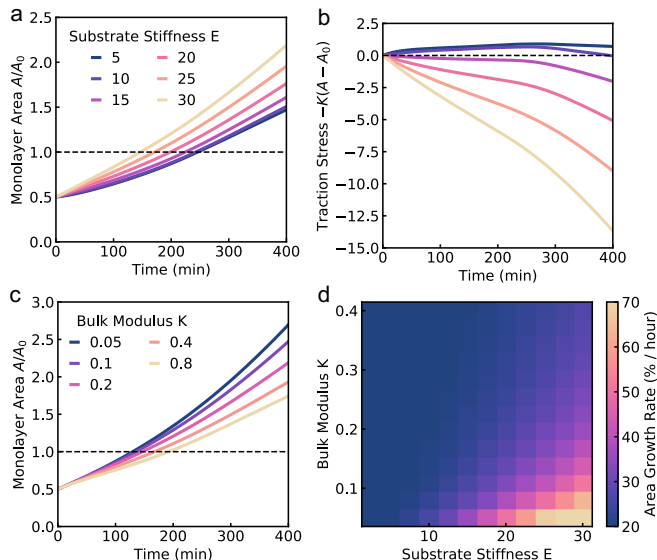 a
Monolayer Area A/A₀
2.5
2.0
1.5
1.0
0.5
0.0
Substrate Stiffness E
5 20
10 25
15 30
0 100 200 300 400
Time (min)
b
Traction Stress −K(A − A₀)
2.5
0.0
−2.5
−5.0
−7.5
−10.0
−12.5
−15.0
0 100 200 300 400
Time (min)
c
Monolayer Area A/A₀
3.0
2.5
2.0
1.5
1.0
0.5
0.0
Bulk Modulus K
0.05 0.4
0.1 0.8
0.2
0 100 200 300 400
Time (min)
d
Bulk Modulus K
0.4
0.3
0.2
0.1
10 20 30
Substrate Stiffness E
70
60
50
40
30
20
Area Growth Rate (% / hour)